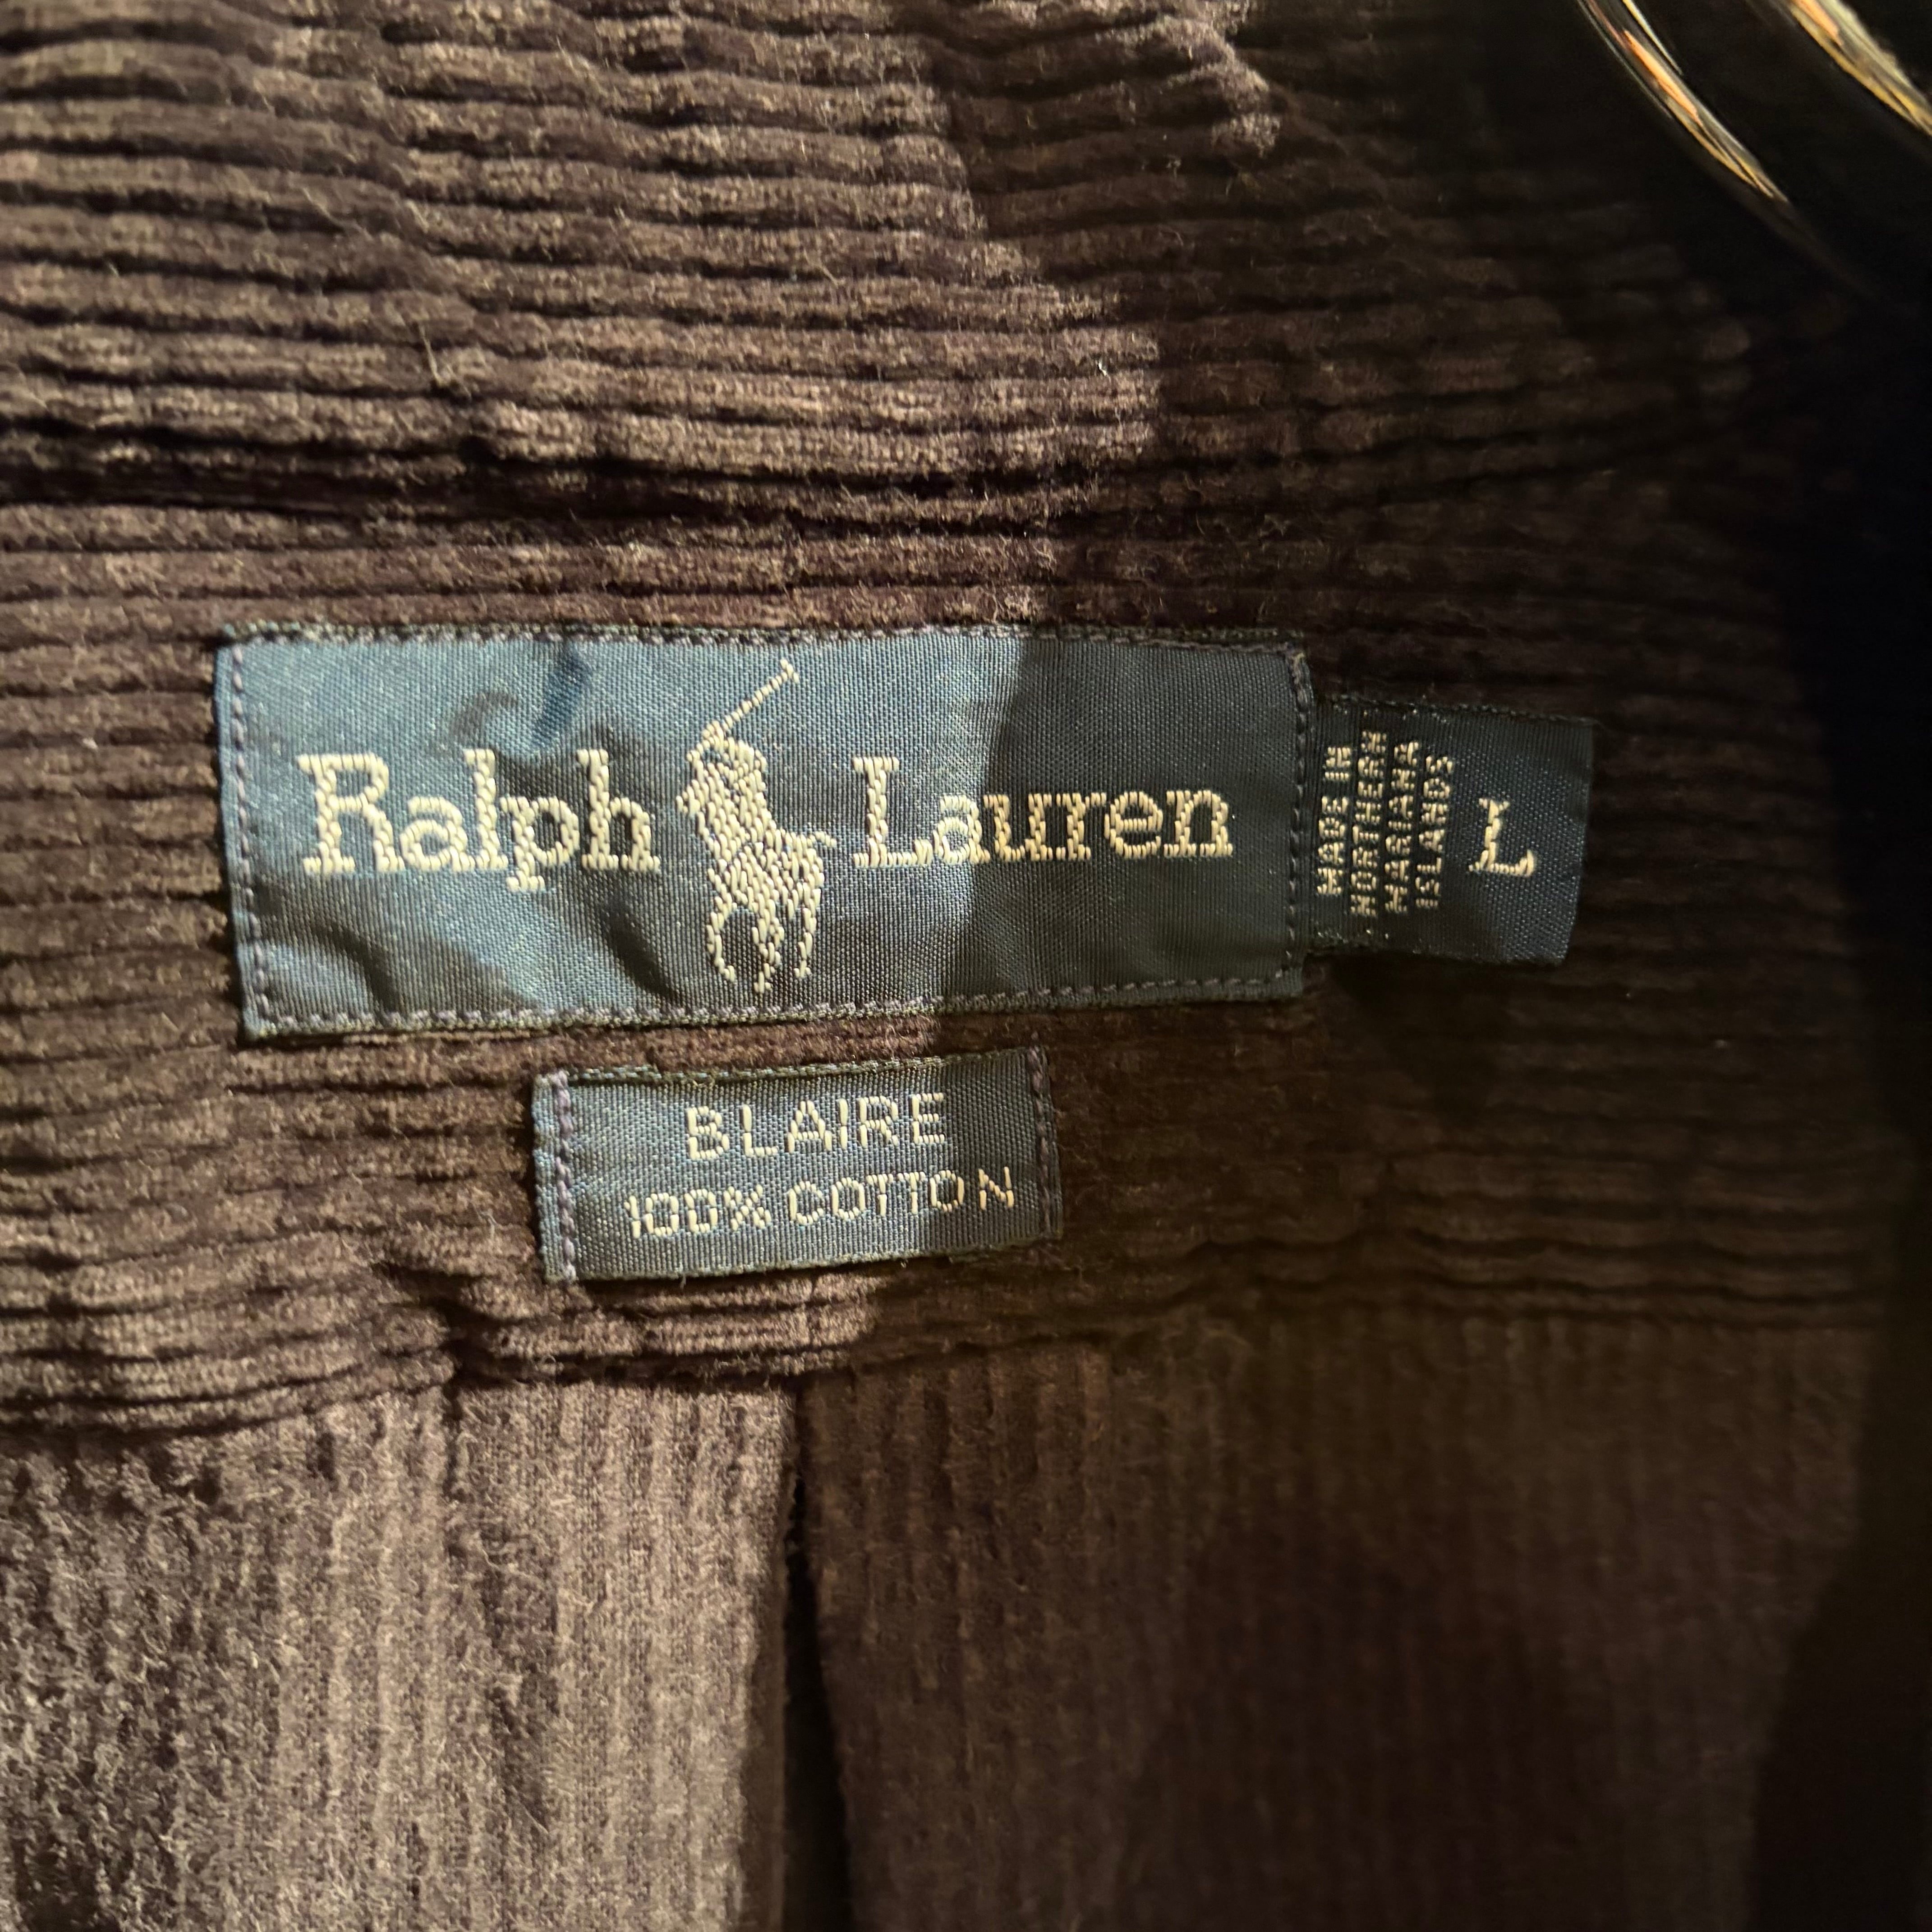 Ralph Lauren
MADE IN
NORTHERN
MARIANA
ISLANDS
L
BLAIRE
100% COTTON